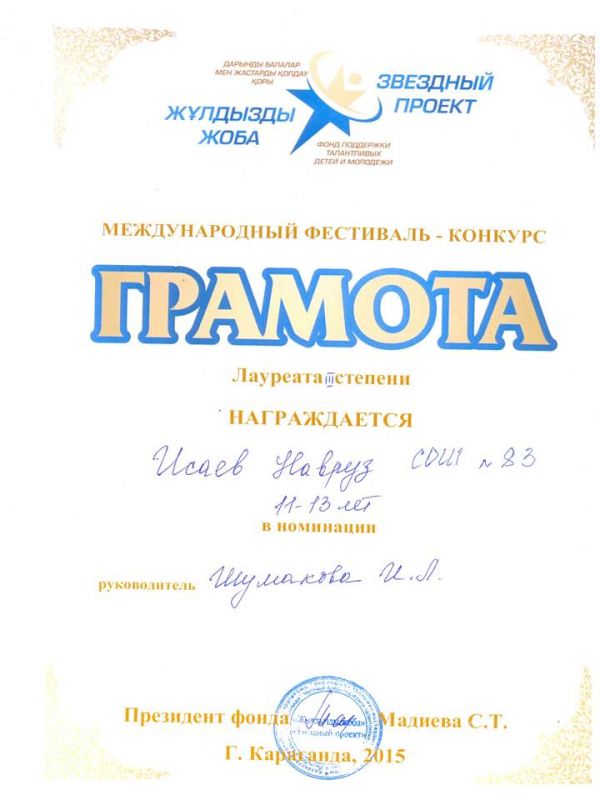 ДАРЫНДЫ БАЛАЛАР
МЕН ЖАСТАРДЫ ҚОЛДАУ
ҚОРЫ
ЖҰЛДЫЗДЫ
ЖОБА
ЗВЕЗДНЫЙ
ПРОЕКТ
ФОНД ПОДДЕРЖКИ
ТАЛАНТЛИВЫХ
ДЕТЕЙ И МОЛОДЕЖИ
МЕЖДУНАРОДНЫЙ ФЕСТИВАЛЬ - КОНКУРС
ГРАМОТА
Лауреата III степени
НАГРАЖДАЕТСЯ
Исаев Навруз СОШ № 83
11-13 лет
в номинации
руководитель Шумакова И.Л.
Президент фонда Мадиева С.Т.
Г. Караганда, 2015